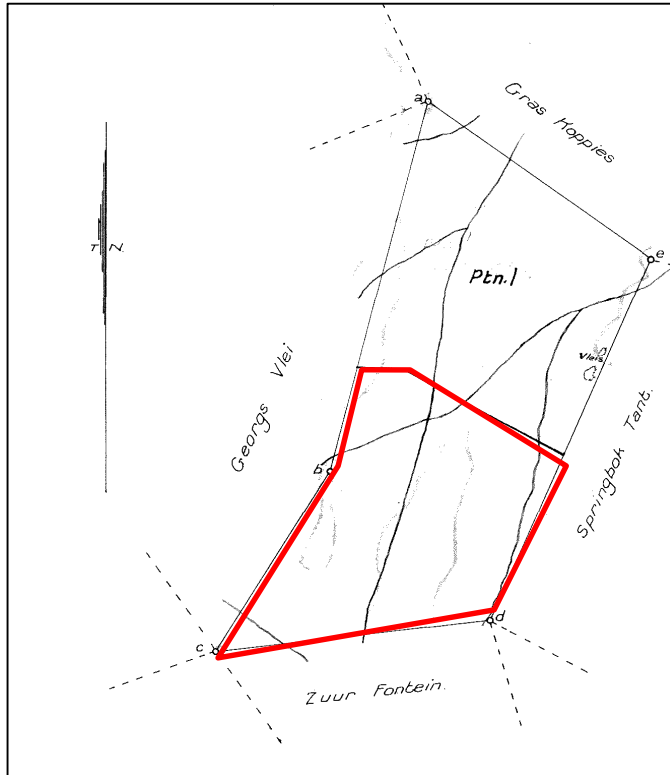 a
Gras Koppies
T N.
e
Ptn.1
Vleis
Georgs Vlei
Springbok Tant.
b
d
c
Zuur Fontein.